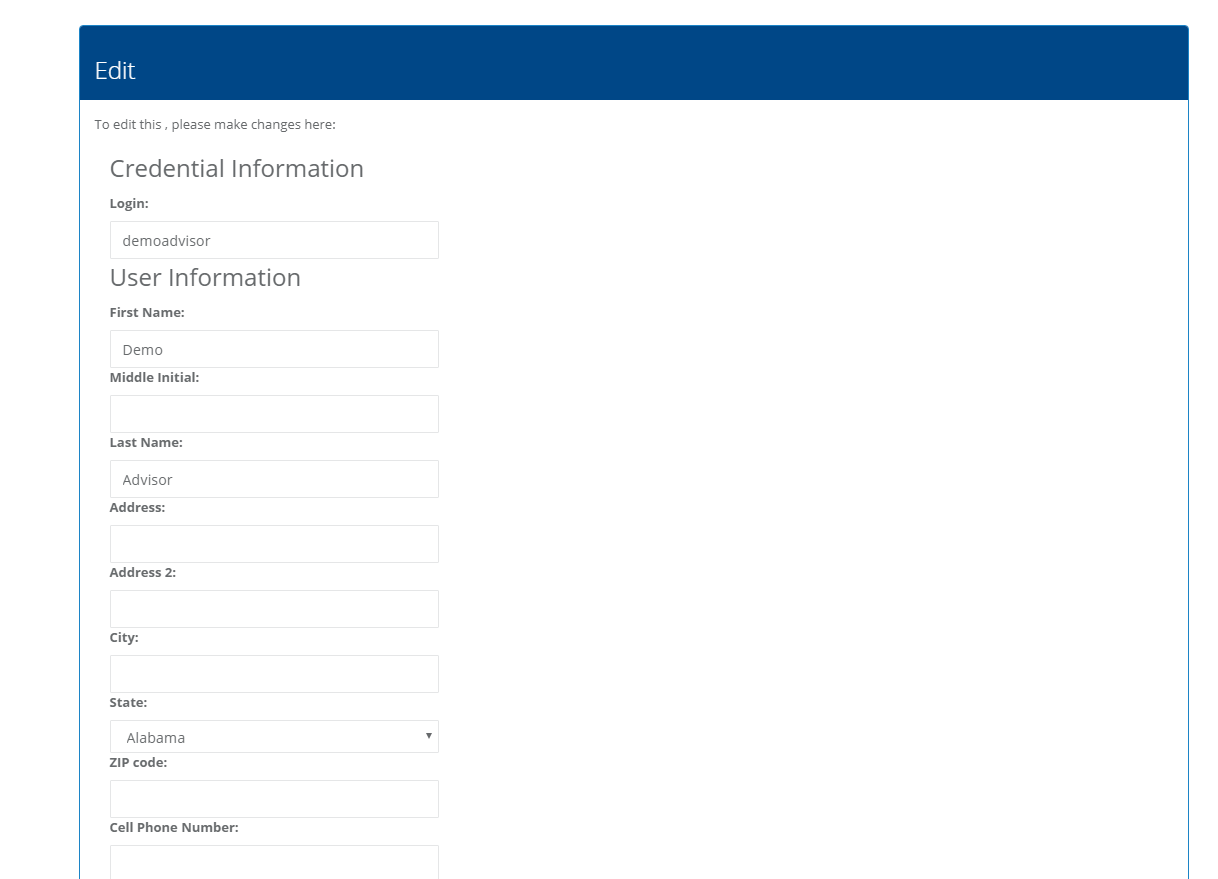 Edit
To edit this , please make changes here:
Credential Information
Login:
demoadvisor
User Information
First Name:
Demo
Middle Initial:
Last Name:
Advisor
Address:
Address 2:
City:
State:
Alabama
ZIP code:
Cell Phone Number: